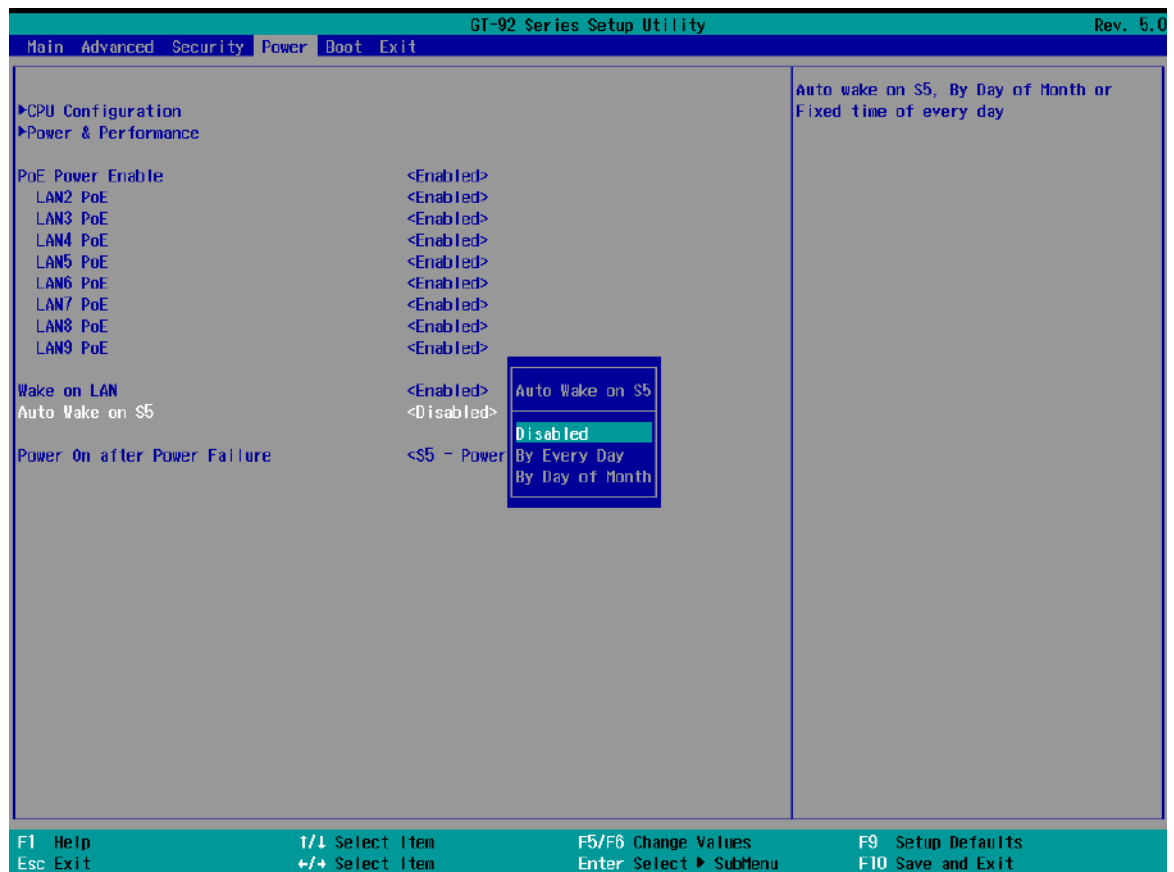 GT-92 Series Setup Utility Rev. 5.0
Main Advanced Security Power Boot Exit
▶CPU Configuration
▶Power & Performance
PoE Power Enable <Enabled>
LAN2 PoE <Enabled>
LAN3 PoE <Enabled>
LAN4 PoE <Enabled>
LAN5 PoE <Enabled>
LAN6 PoE <Enabled>
LAN7 PoE <Enabled>
LAN8 PoE <Enabled>
LAN9 PoE <Enabled>
Wake on LAN <Enabled>
Auto Wake on S5 <Disabled>
Power On after Power Failure <S5 - Power
Auto Wake on S5
Disabled
By Every Day
By Day of Month
Auto wake on S5, By Day of Month or
Fixed time of every day
F1 Help ↑/↓ Select Item F5/F6 Change Values F9 Setup Defaults
Esc Exit ←/→ Select Item Enter Select ▶ SubMenu F10 Save and Exit